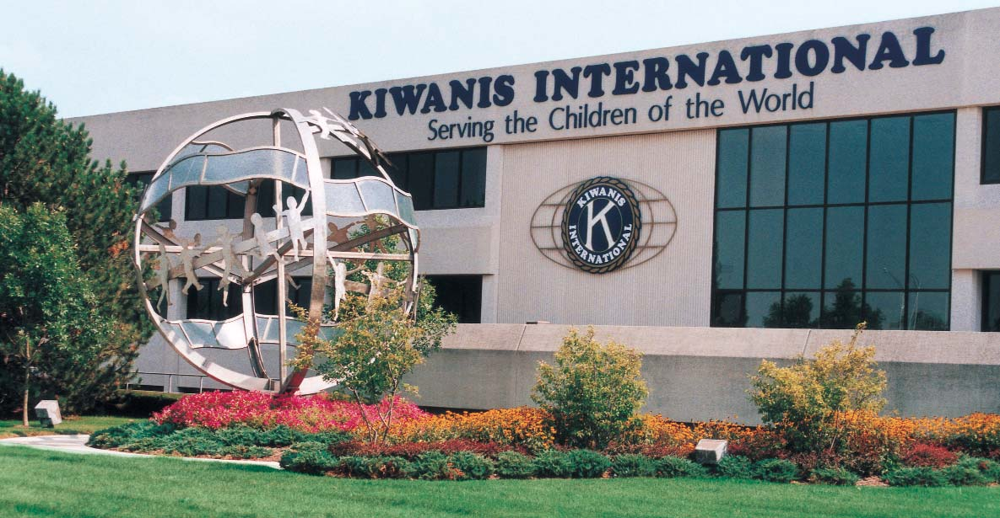 KIWANIS INTERNATIONAL
Serving the Children of the World
KIWANIS
K
INTERNATIONAL